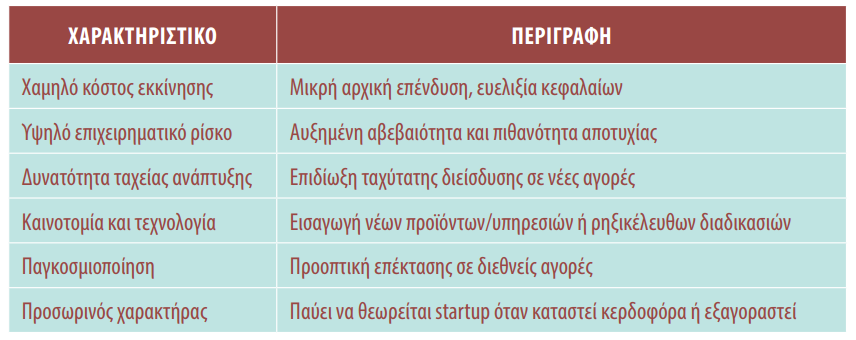 ΧΑΡΑΚΤΗΡΙΣΤΙΚΟ ΠΕΡΙΓΡΑΦΗ
Χαμηλό κόστος εκκίνησης Μικρή αρχική επένδυση, ευελιξία κεφαλαίων
Υψηλό επιχειρηματικό ρίσκο Αυξημένη αβεβαιότητα και πιθανότητα αποτυχίας
Δυνατότητα ταχείας ανάπτυξης Επιδίωξη ταχύτατης διείσδυσης σε νέες αγορές
Καινοτομία και τεχνολογία Εισαγωγή νέων προϊόντων/υπηρεσιών ή ρηξικέλευθων διαδικασιών
Παγκοσμιοποίηση Προοπτική επέκτασης σε διεθνείς αγορές
Προσωρινός χαρακτήρας Παύει να θεωρείται startup όταν καταστεί κερδοφόρα ή εξαγοραστεί